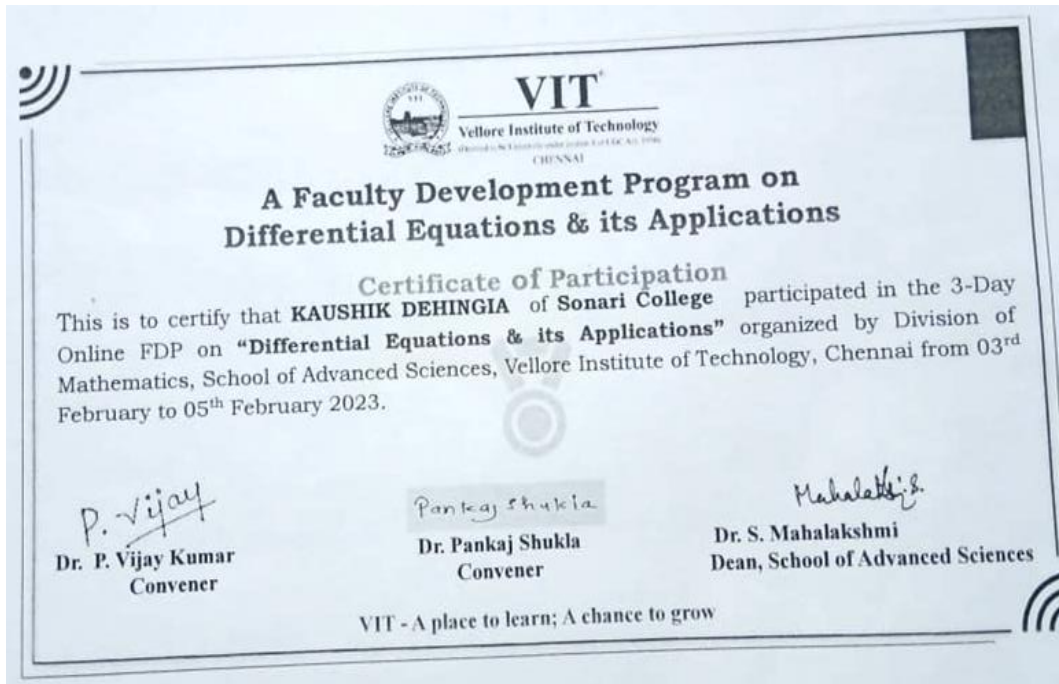 VIT
Vellore Institute of Technology
CHENNAI
A Faculty Development Program on
Differential Equations & its Applications
Certificate of Participation
This is to certify that KAUSHIK DEHINGIA of Sonari College participated in the 3-Day
Online FDP on “Differential Equations & its Applications” organized by Division of
Mathematics, School of Advanced Sciences, Vellore Institute of Technology, Chennai from 03rd
February to 05th February 2023.
P. Vijay
Pankaj Shukla
Mahalakshmi.S.
Dr. P. Vijay Kumar
Convener
Dr. Pankaj Shukla
Convener
Dr. S. Mahalakshmi
Dean, School of Advanced Sciences
VIT - A place to learn; A chance to grow